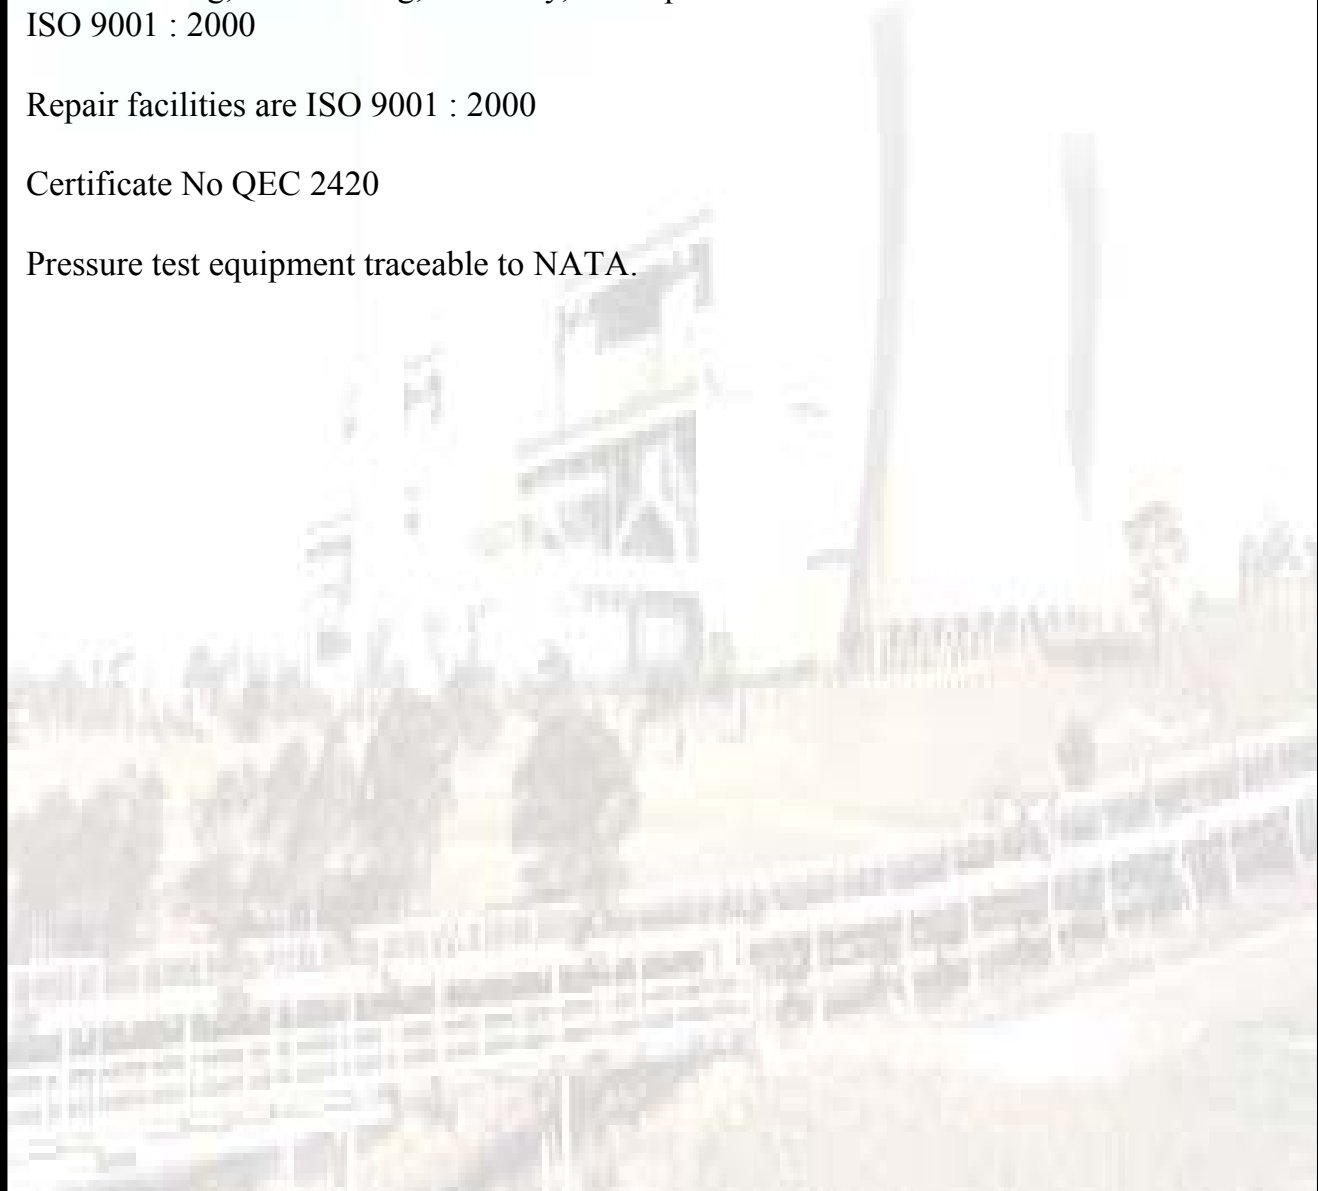 ISO 9001 : 2000
Repair facilities are ISO 9001 : 2000
Certificate No QEC 2420
Pressure test equipment traceable to NATA.